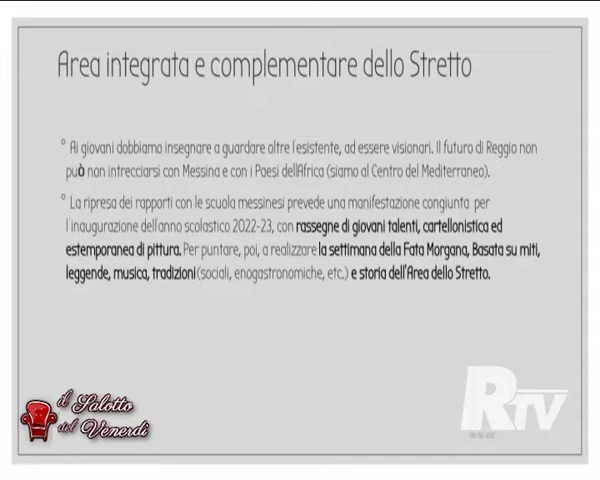 Area integrata e complementare dello Stretto
° Ai giovani dobbiamo insegnare a guardare oltre l'esistente, ad essere visionari. Il futuro di Reggio non
può non intrecciarsi con Messina e con i Paesi dell'Africa (siamo al Centro del Mediterraneo).
° La ripresa dei rapporti con le scuola messinesi prevede una manifestazione congiunta per
l'inaugurazione dell'anno scolastico 2022-23, con rassegne di giovani talenti, cartellonistica ed
estemporanea di pittura. Per puntare, poi, a realizzare la settimana della Fata Morgana, Basata su miti,
leggende, musica, tradizioni (sociali, enogastronomiche, etc.) e storia dell'Area dello Stretto.
il Salotto
del Venerdì
RTV